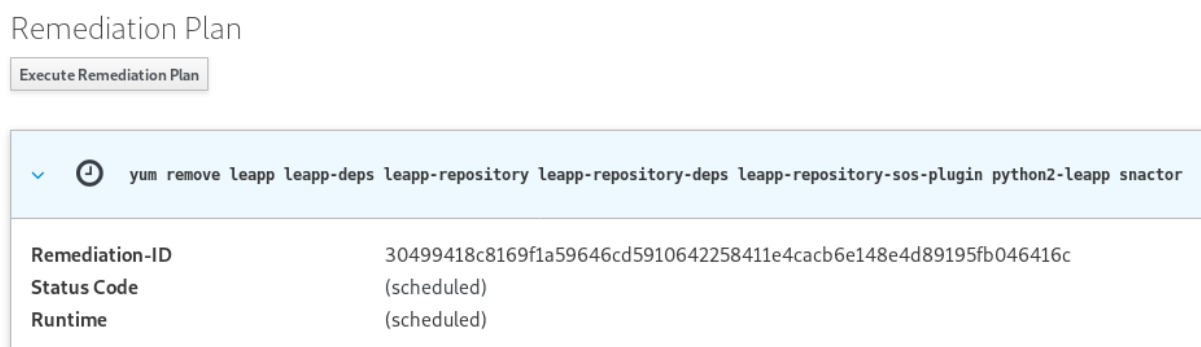 Remediation Plan
Execute Remediation Plan
yum remove leapp leapp-deps leapp-repository leapp-repository-deps leapp-repository-sos-plugin python2-leapp snactor
Remediation-ID 30499418c8169f1a59646cd5910642258411e4cacb6e148e4d89195fb046416c
Status Code (scheduled)
Runtime (scheduled)